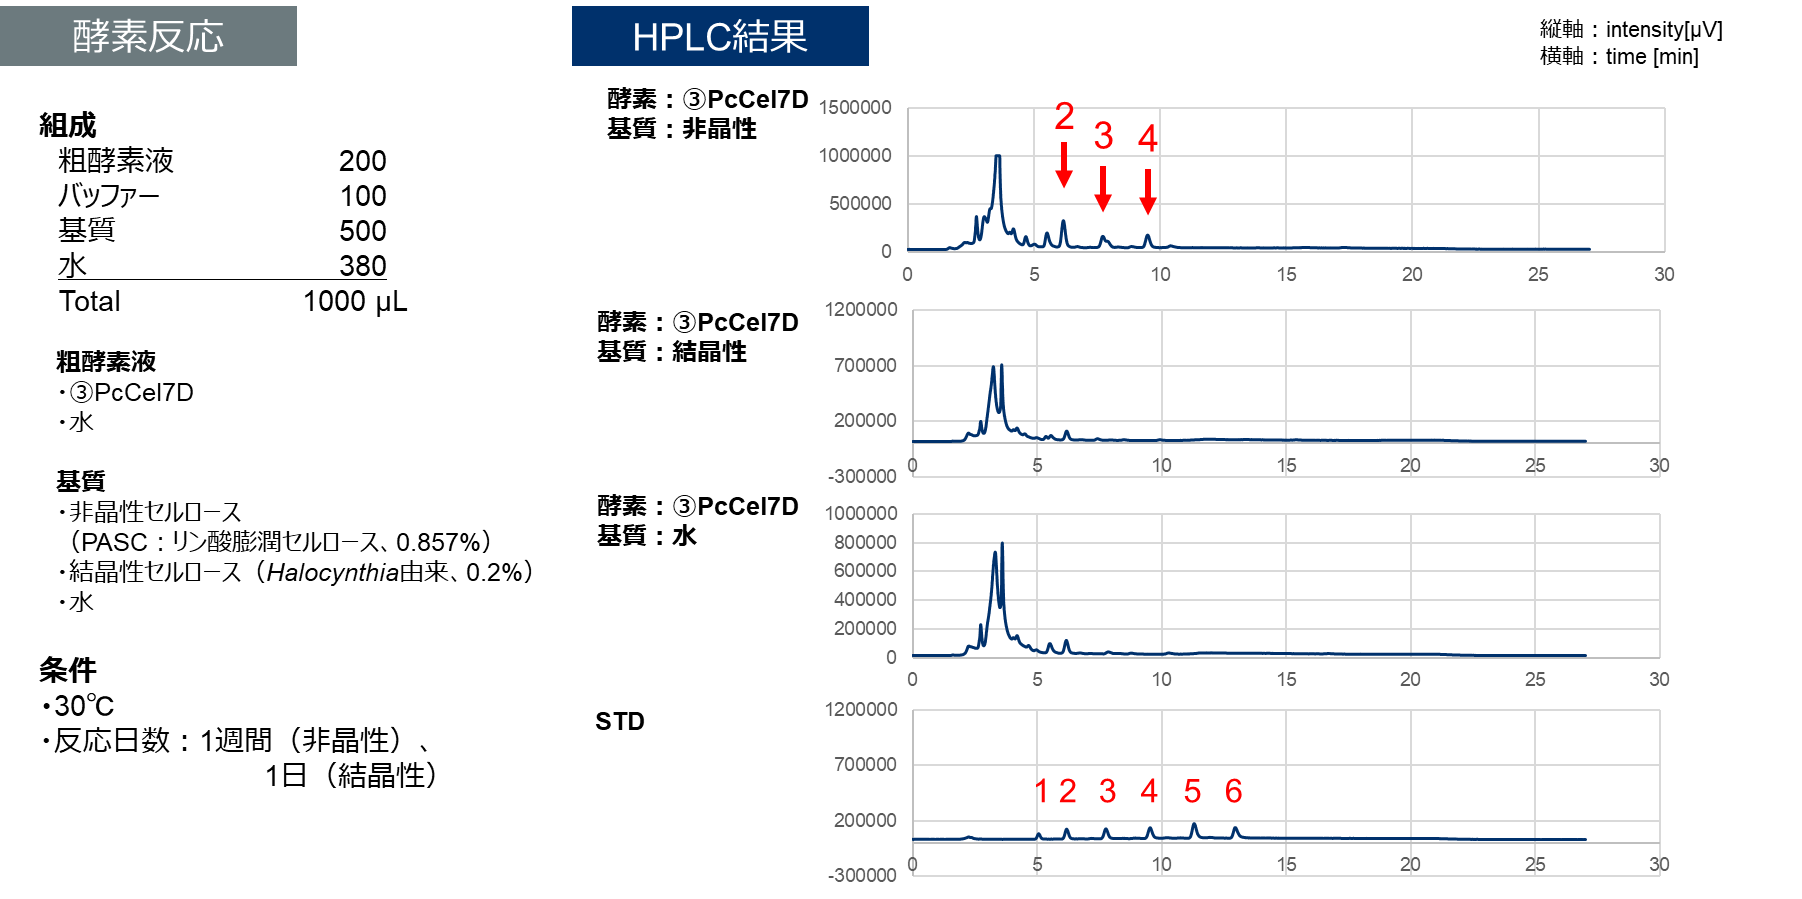 酵素反応
組成
粗酵素液 200
バッファー 100
基質 500
水 380
Total 1000 μL
粗酵素液
・③PcCel7D
・水
基質
・非晶性セルロース
（PASC：リン酸膨潤セルロース、0.857%）
・結晶性セルロース（Halocynthia由来、0.2%）
・水
条件
・30℃
・反応日数：1週間（非晶性）、
1日（結晶性）
HPLC結果
縦軸：intensity[μV]
横軸：time [min]
酵素：③PcCel7D
基質：非晶性
1500000
1000000
500000
0
2 3 4
0 5 10 15 20 25 30
酵素：③PcCel7D
基質：結晶性
1200000
700000
200000
-300000
0 5 10 15 20 25 30
酵素：③PcCel7D
基質：水
1000000
800000
600000
400000
200000
0
0 5 10 15 20 25 30
STD
1200000
700000
200000
-300000
1 2 3 4 5 6
0 5 10 15 20 25 30